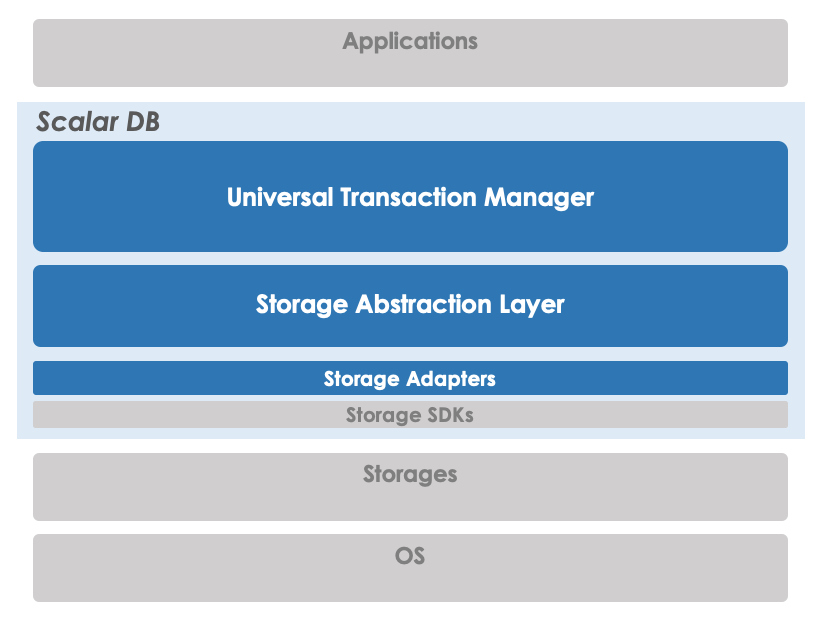 Applications
Scalar DB
Universal Transaction Manager
Storage Abstraction Layer
Storage Adapters
Storage SDKs
Storages
OS